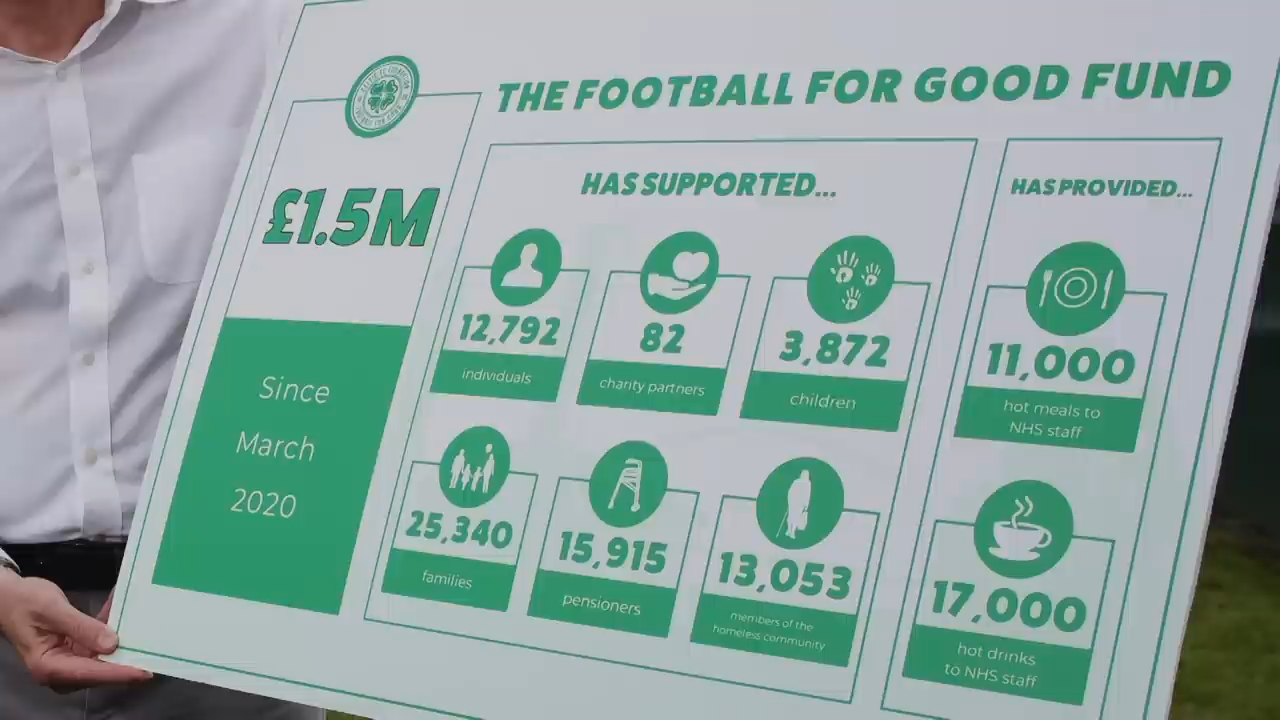 THE FOOTBALL FOR GOOD FUND
£1.5M
Since
March
2020
HAS SUPPORTED...
12,792
individuals
82
charity partners
3,872
children
25,340
families
15,915
pensioners
13,053
members of the
homeless community
HAS PROVIDED...
11,000
hot meals to
NHS staff
17,000
hot drinks
to NHS staff